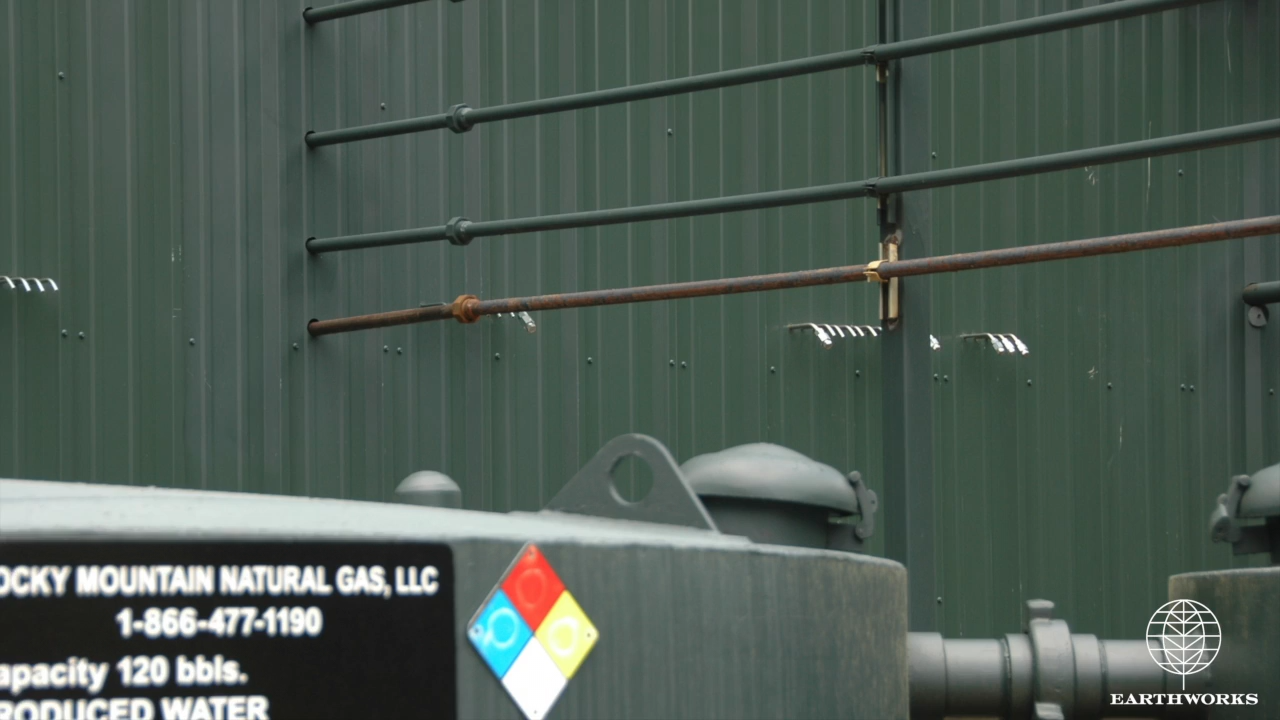 OCKY MOUNTAIN NATURAL GAS, LLC
1-866-477-1190
apacity 120 bbls.
RODUCED WATER
EARTHWORKS